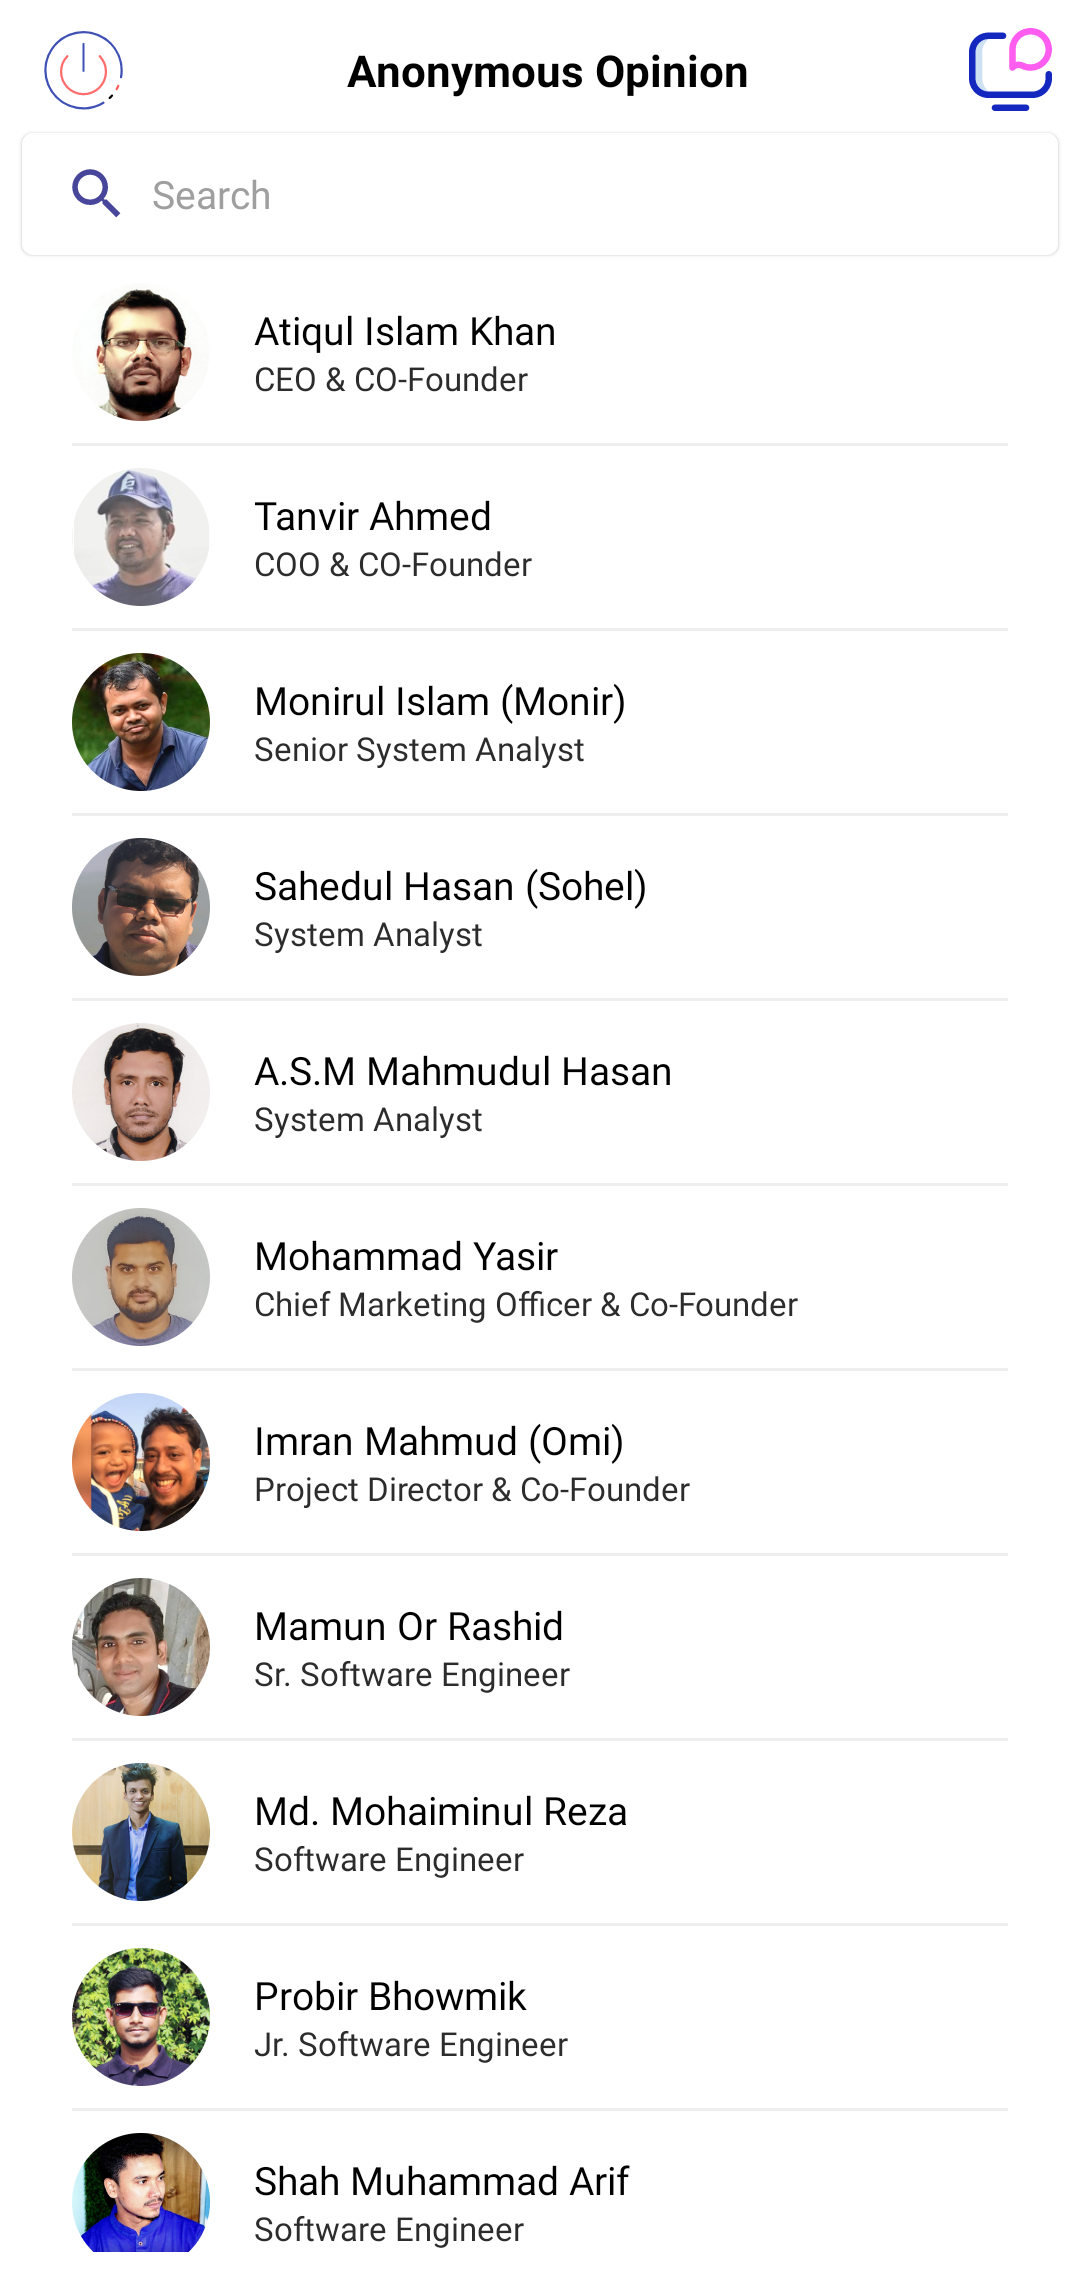 Anonymous Opinion
Search
Atiqul Islam Khan
CEO & CO-Founder
Tanvir Ahmed
COO & CO-Founder
Monirul Islam (Monir)
Senior System Analyst
Sahedul Hasan (Sohel)
System Analyst
A.S.M Mahmudul Hasan
System Analyst
Mohammad Yasir
Chief Marketing Officer & Co-Founder
Imran Mahmud (Omi)
Project Director & Co-Founder
Mamun Or Rashid
Sr. Software Engineer
Md. Mohaiminul Reza
Software Engineer
Probir Bhowmik
Jr. Software Engineer
Shah Muhammad Arif
Software Engineer